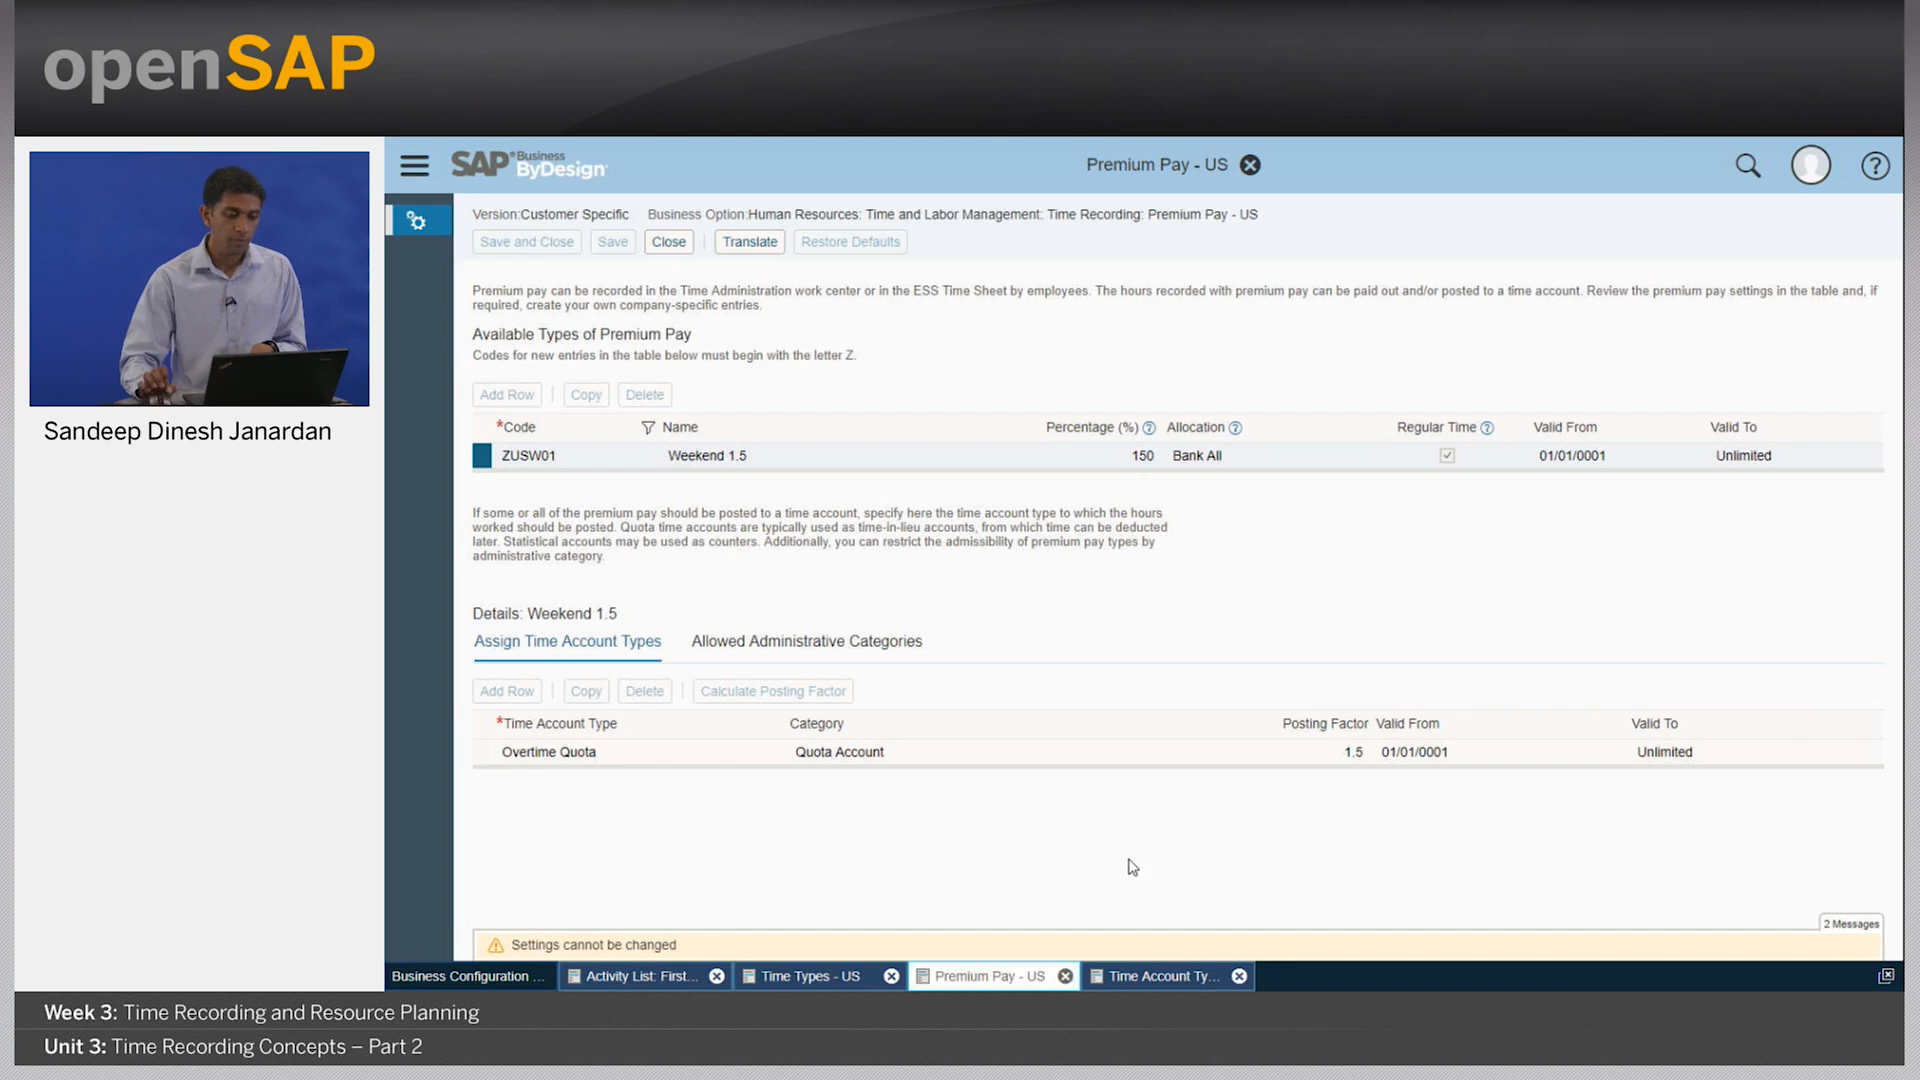 openSAP
SAP Business ByDesign
Premium Pay - US
Version:Customer Specific Business Option:Human Resources: Time and Labor Management: Time Recording: Premium Pay - US
Save and Close Save Close Translate Restore Defaults
Premium pay can be recorded in the Time Administration work center or in the ESS Time Sheet by employees. The hours recorded with premium pay can be paid out and/or posted to a time account. Review the premium pay settings in the table and, if
required, create your own company-specific entries.
Available Types of Premium Pay
Codes for new entries in the table below must begin with the letter Z.
Add Row Copy Delete
*Code Name Percentage (%) Allocation Regular Time Valid From Valid To
ZUSW01 Weekend 1.5 150 Bank All 01/01/0001 Unlimited
If some or all of the premium pay should be posted to a time account, specify here the time account type to which the hours
worked should be posted. Quota time accounts are typically used as time-in-lieu accounts, from which time can be deducted
later. Statistical accounts may be used as counters. Additionally, you can restrict the admissibility of premium pay types by
administrative category.
Details: Weekend 1.5
Assign Time Account Types Allowed Administrative Categories
Add Row Copy Delete Calculate Posting Factor
*Time Account Type Category Posting Factor Valid From Valid To
Overtime Quota Quota Account 1.5 01/01/0001 Unlimited
2 Messages
Settings cannot be changed
Business Configuration ... Activity List: First... Time Types - US Premium Pay - US Time Account Ty...
Sandeep Dinesh Janardan
Week 3: Time Recording and Resource Planning
Unit 3: Time Recording Concepts – Part 2